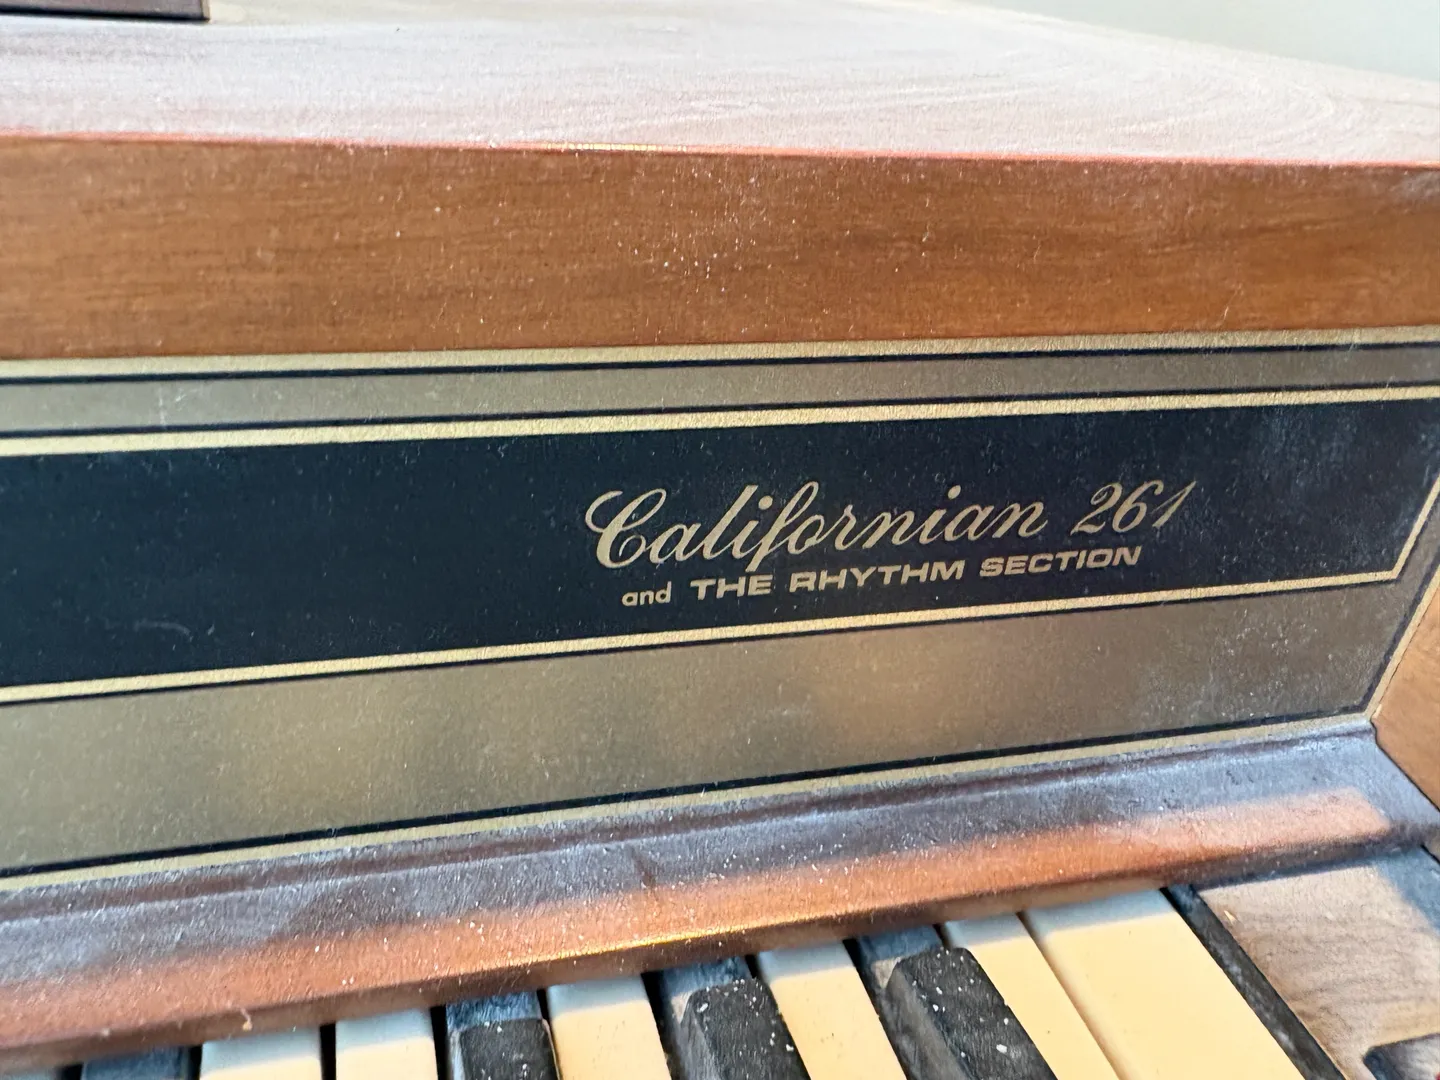 Californian 261
and THE RHYTHM SECTION